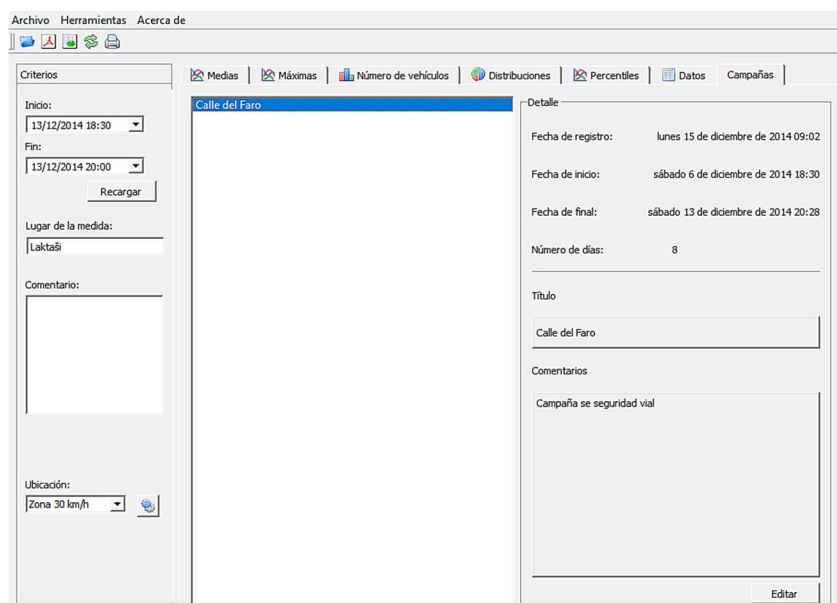 Archivo Herramientas Acerca de
Criterios
Inicio:
13/12/2014 18:30
Fin:
13/12/2014 20:00
Recargar
Lugar de la medida:
Laktaši
Comentario:
Ubicación:
Zona 30 km/h
Medias Máximas Número de vehículos Distribuciones Percentiles Datos Campañas
Calle del Faro
Detalle
Fecha de registro: lunes 15 de diciembre de 2014 09:02
Fecha de inicio: sábado 6 de diciembre de 2014 18:30
Fecha de final: sábado 13 de diciembre de 2014 20:28
Número de días: 8
Título
Calle del Faro
Comentarios
Campaña se seguridad vial
Editar